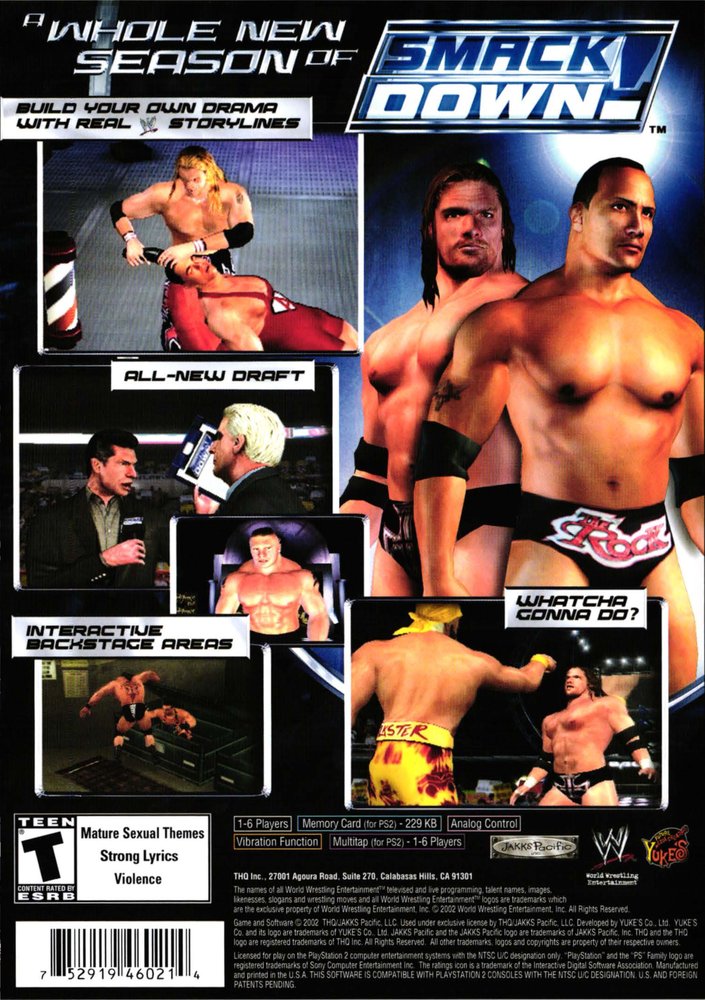 A WHOLE NEW
SEASON OF
SMACK
DOWN!
TM
BUILD YOUR OWN DRAMA
WITH REAL W STORYLINES
ALL-NEW DRAFT
SMACK
DOWN!
The
Rock
WHATCHA
GONNA DO?
INTERACTIVE
BACKSTAGE AREAS
STER
TEEN
T
CONTENT RATED BY
ESRB
Mature Sexual Themes
Strong Lyrics
Violence
1-6 Players
Memory Card (for PS2) - 229 KB
Analog Control
Vibration Function
Multitap (for PS2) - 1-6 Players
JAKKS Pacific
W
World Wrestling
Entertainment
YUKE'S
THQ Inc., 27001 Agoura Road, Suite 270, Calabasas Hills, CA 91301
The names of all World Wrestling Entertainment™ televised and live programming, talent names, images,
likenesses, slogans and wrestling moves and all World Wrestling Entertainment™ logos are trademarks which
are the exclusive property of World Wrestling Entertainment, Inc. © 2002 World Wrestling Entertainment, Inc. All Rights Reserved.
Game and Software © 2002 THQ/JAKKS Pacific, LLC. Used under exclusive license by THQ/JAKKS Pacific, LLC. Developed by YUKE'S Co., Ltd. YUKE'S
Co. and its logo are trademarks of YUKE'S Co., Ltd. JAKKS Pacific and the JAKKS Pacific logo are trademarks of JAKKS Pacific, Inc. THQ and the THQ
logo are registered trademarks of THQ Inc. All Rights Reserved. All other trademarks, logos and copyrights are property of their respective owners.
Licensed for play on the PlayStation 2 computer entertainment systems with the NTSC U/C designation only. "PlayStation" and the "PS" Family logo are
registered trademarks of Sony Computer Entertainment Inc. The ratings icon is a trademark of the Interactive Digital Software Association. Manufactured
and printed in the U.S.A. THIS SOFTWARE IS COMPATIBLE WITH PLAYSTATION 2 CONSOLES WITH THE NTSC U/C DESIGNATION. U.S. AND FOREIGN
PATENTS PENDING.
7 52919 46021 4